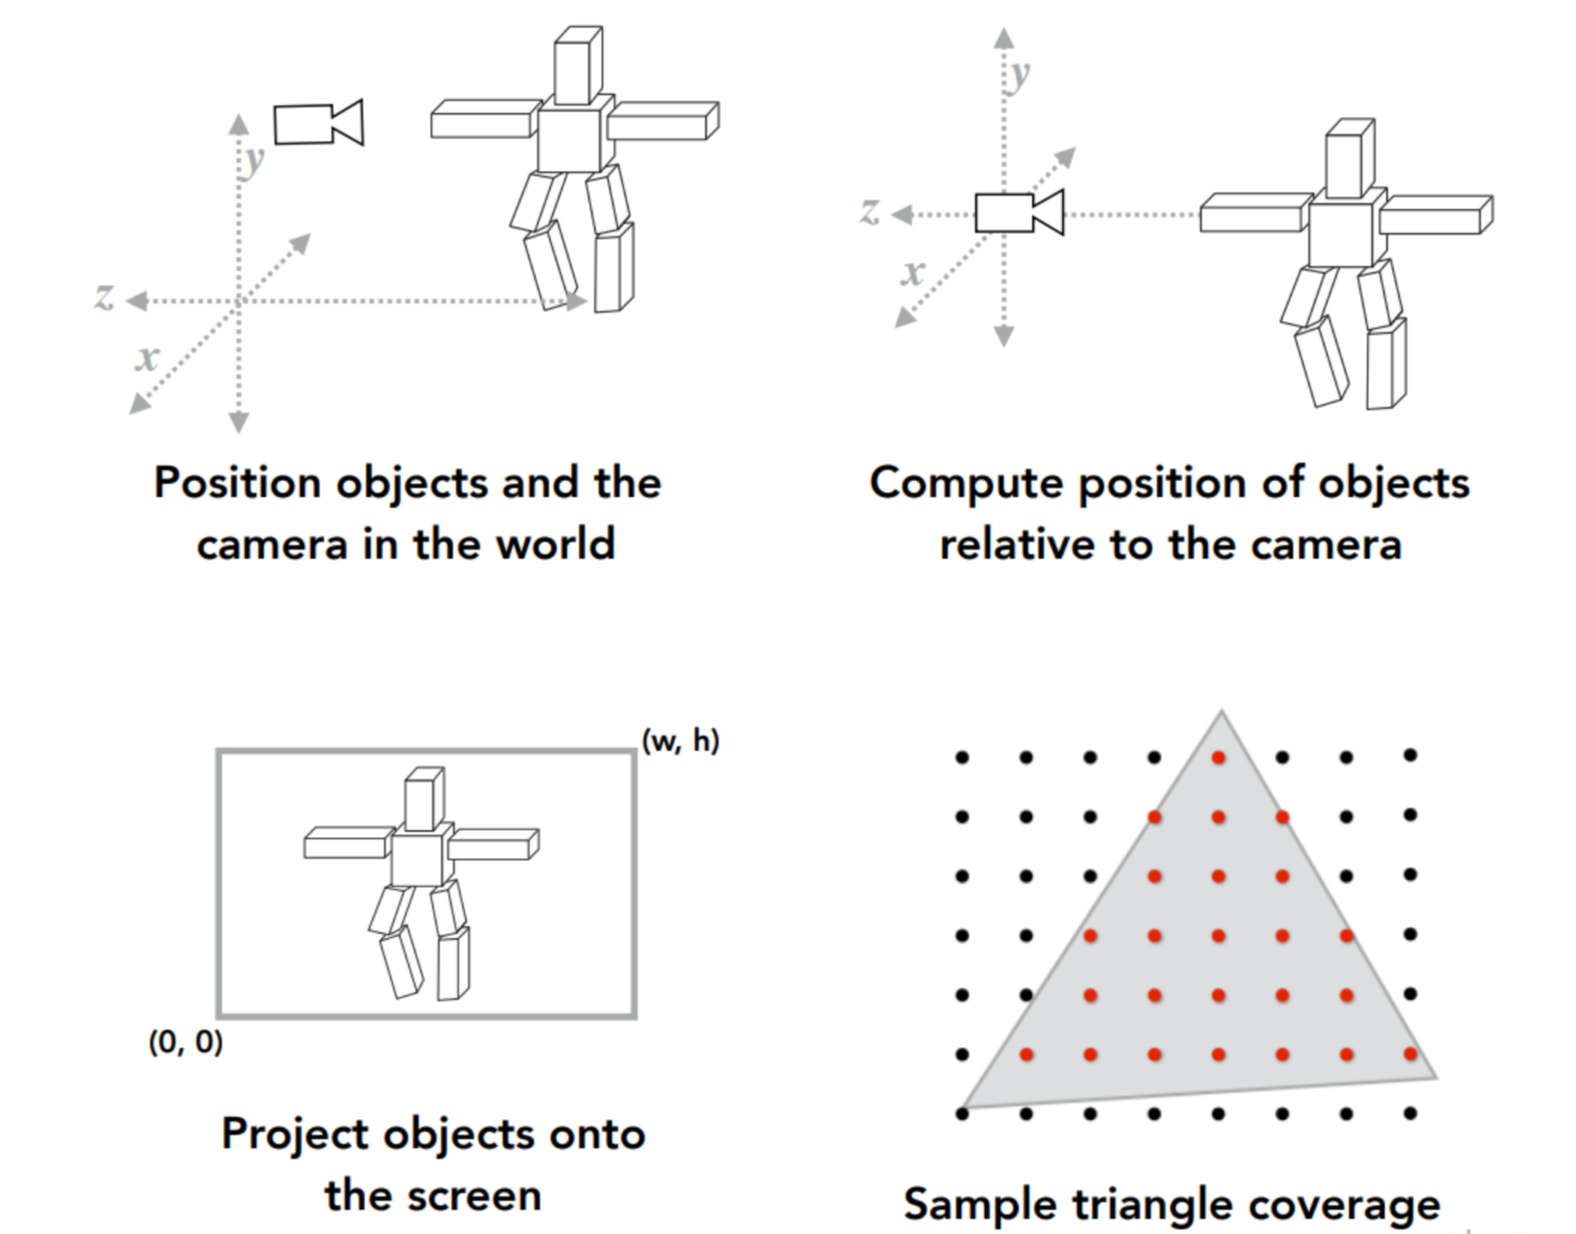 y
z
x
Position objects and the
camera in the world
y
z
x
Compute position of objects
relative to the camera
(w, h)
(0, 0)
Project objects onto
the screen
Sample triangle coverage